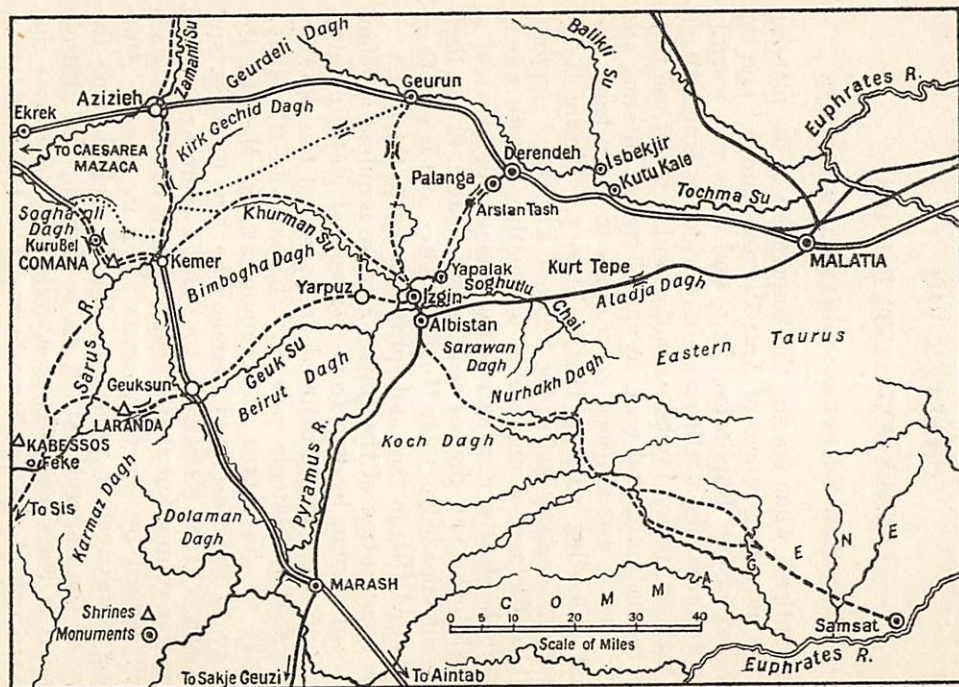 Zamanti Su
Geurdeli Dagh
Balikli Su
Euphrates R.
Azizieh
Geurun
Ekrek
Kirk Gechid Dagh
TO CAESAREA
MAZACA
Derendeh
Isbekjir
Palanga
Kutu Kale
Tochma Su
Arslan Tash
Soghanli
Dagh
Khurman Su
Kuru Bel
COMANA
Kemer
Bimbogha Dagh
Yapalak
Kurt Tepe
MALATIA
Yarpuz
Izgin
Soghutlu
Chai
Aladja Dagh
Albistan
Sarawan
Dagh
Eastern Taurus
Sarus R.
Geuk Su
Beirut Dagh
Nurhakh Dagh
Geuksun
LARANDA
Koch Dagh
KABESSOS
Feke
Karmaz Dagh
Pyramus R.
To Sis
Dolaman
Dagh
MARASH
COMMAGENE
Samsat
Shrines
Monuments
0 10 20 30 40
Scale of Miles
Euphrates R.
To Sakje Geuzi
To Aintab